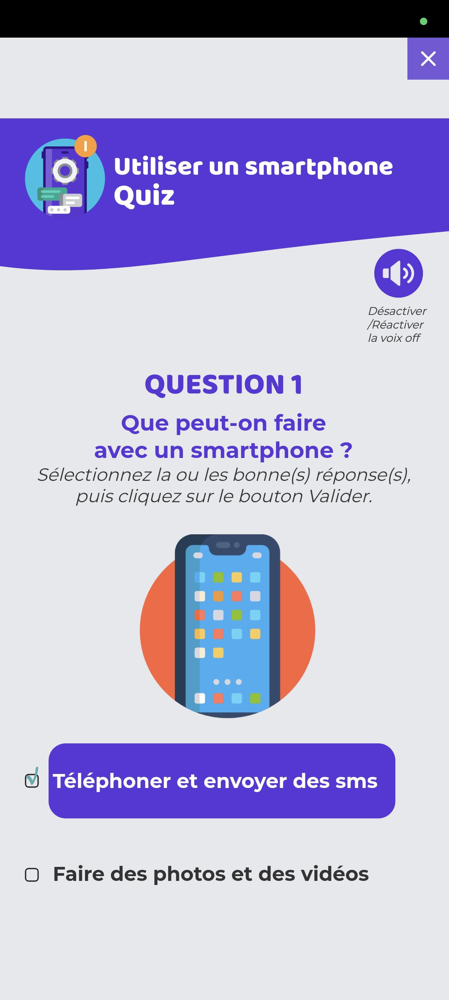 Utiliser un smartphone
Quiz
Désactiver
/Réactiver
la voix off
QUESTION 1
Que peut-on faire
avec un smartphone ?
Sélectionnez la ou les bonne(s) réponse(s),
puis cliquez sur le bouton Valider.
Téléphoner et envoyer des sms
Faire des photos et des vidéos